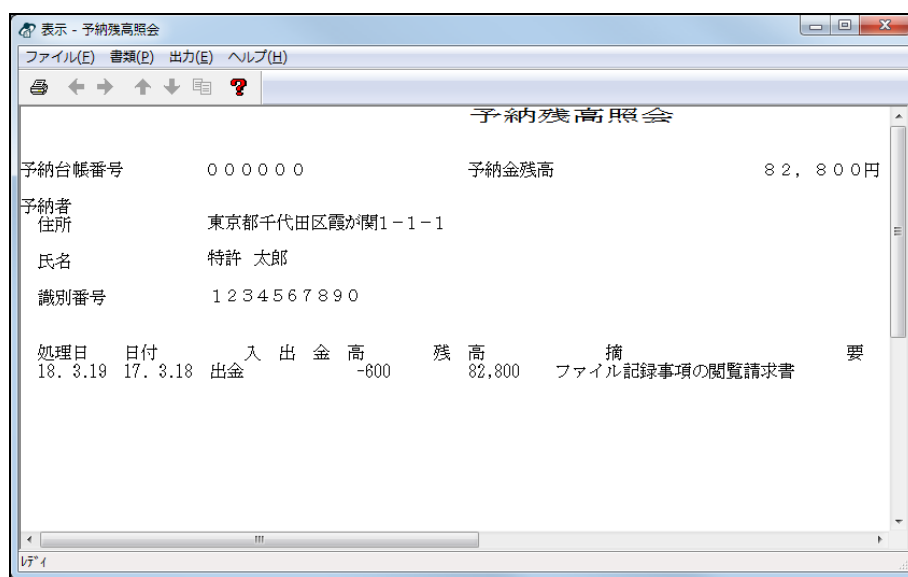 表示 - 予納残高照会
ファイル(F) 書類(P) 出力(E) ヘルプ(H)
予納残高照会
予納台帳番号 ００００００ 予納金残高 ８２，８００円
予納者
住所 東京都千代田区霞が関１－１－１
氏名 特許 太郎
識別番号 １２３４５６７８９０
処理日 日付 入 出 金 高 残 高 摘 要
18. 3.19 17. 3.18 出金 -600 82,800 ファイル記録事項の閲覧請求書
ﾚﾃﾞｨ